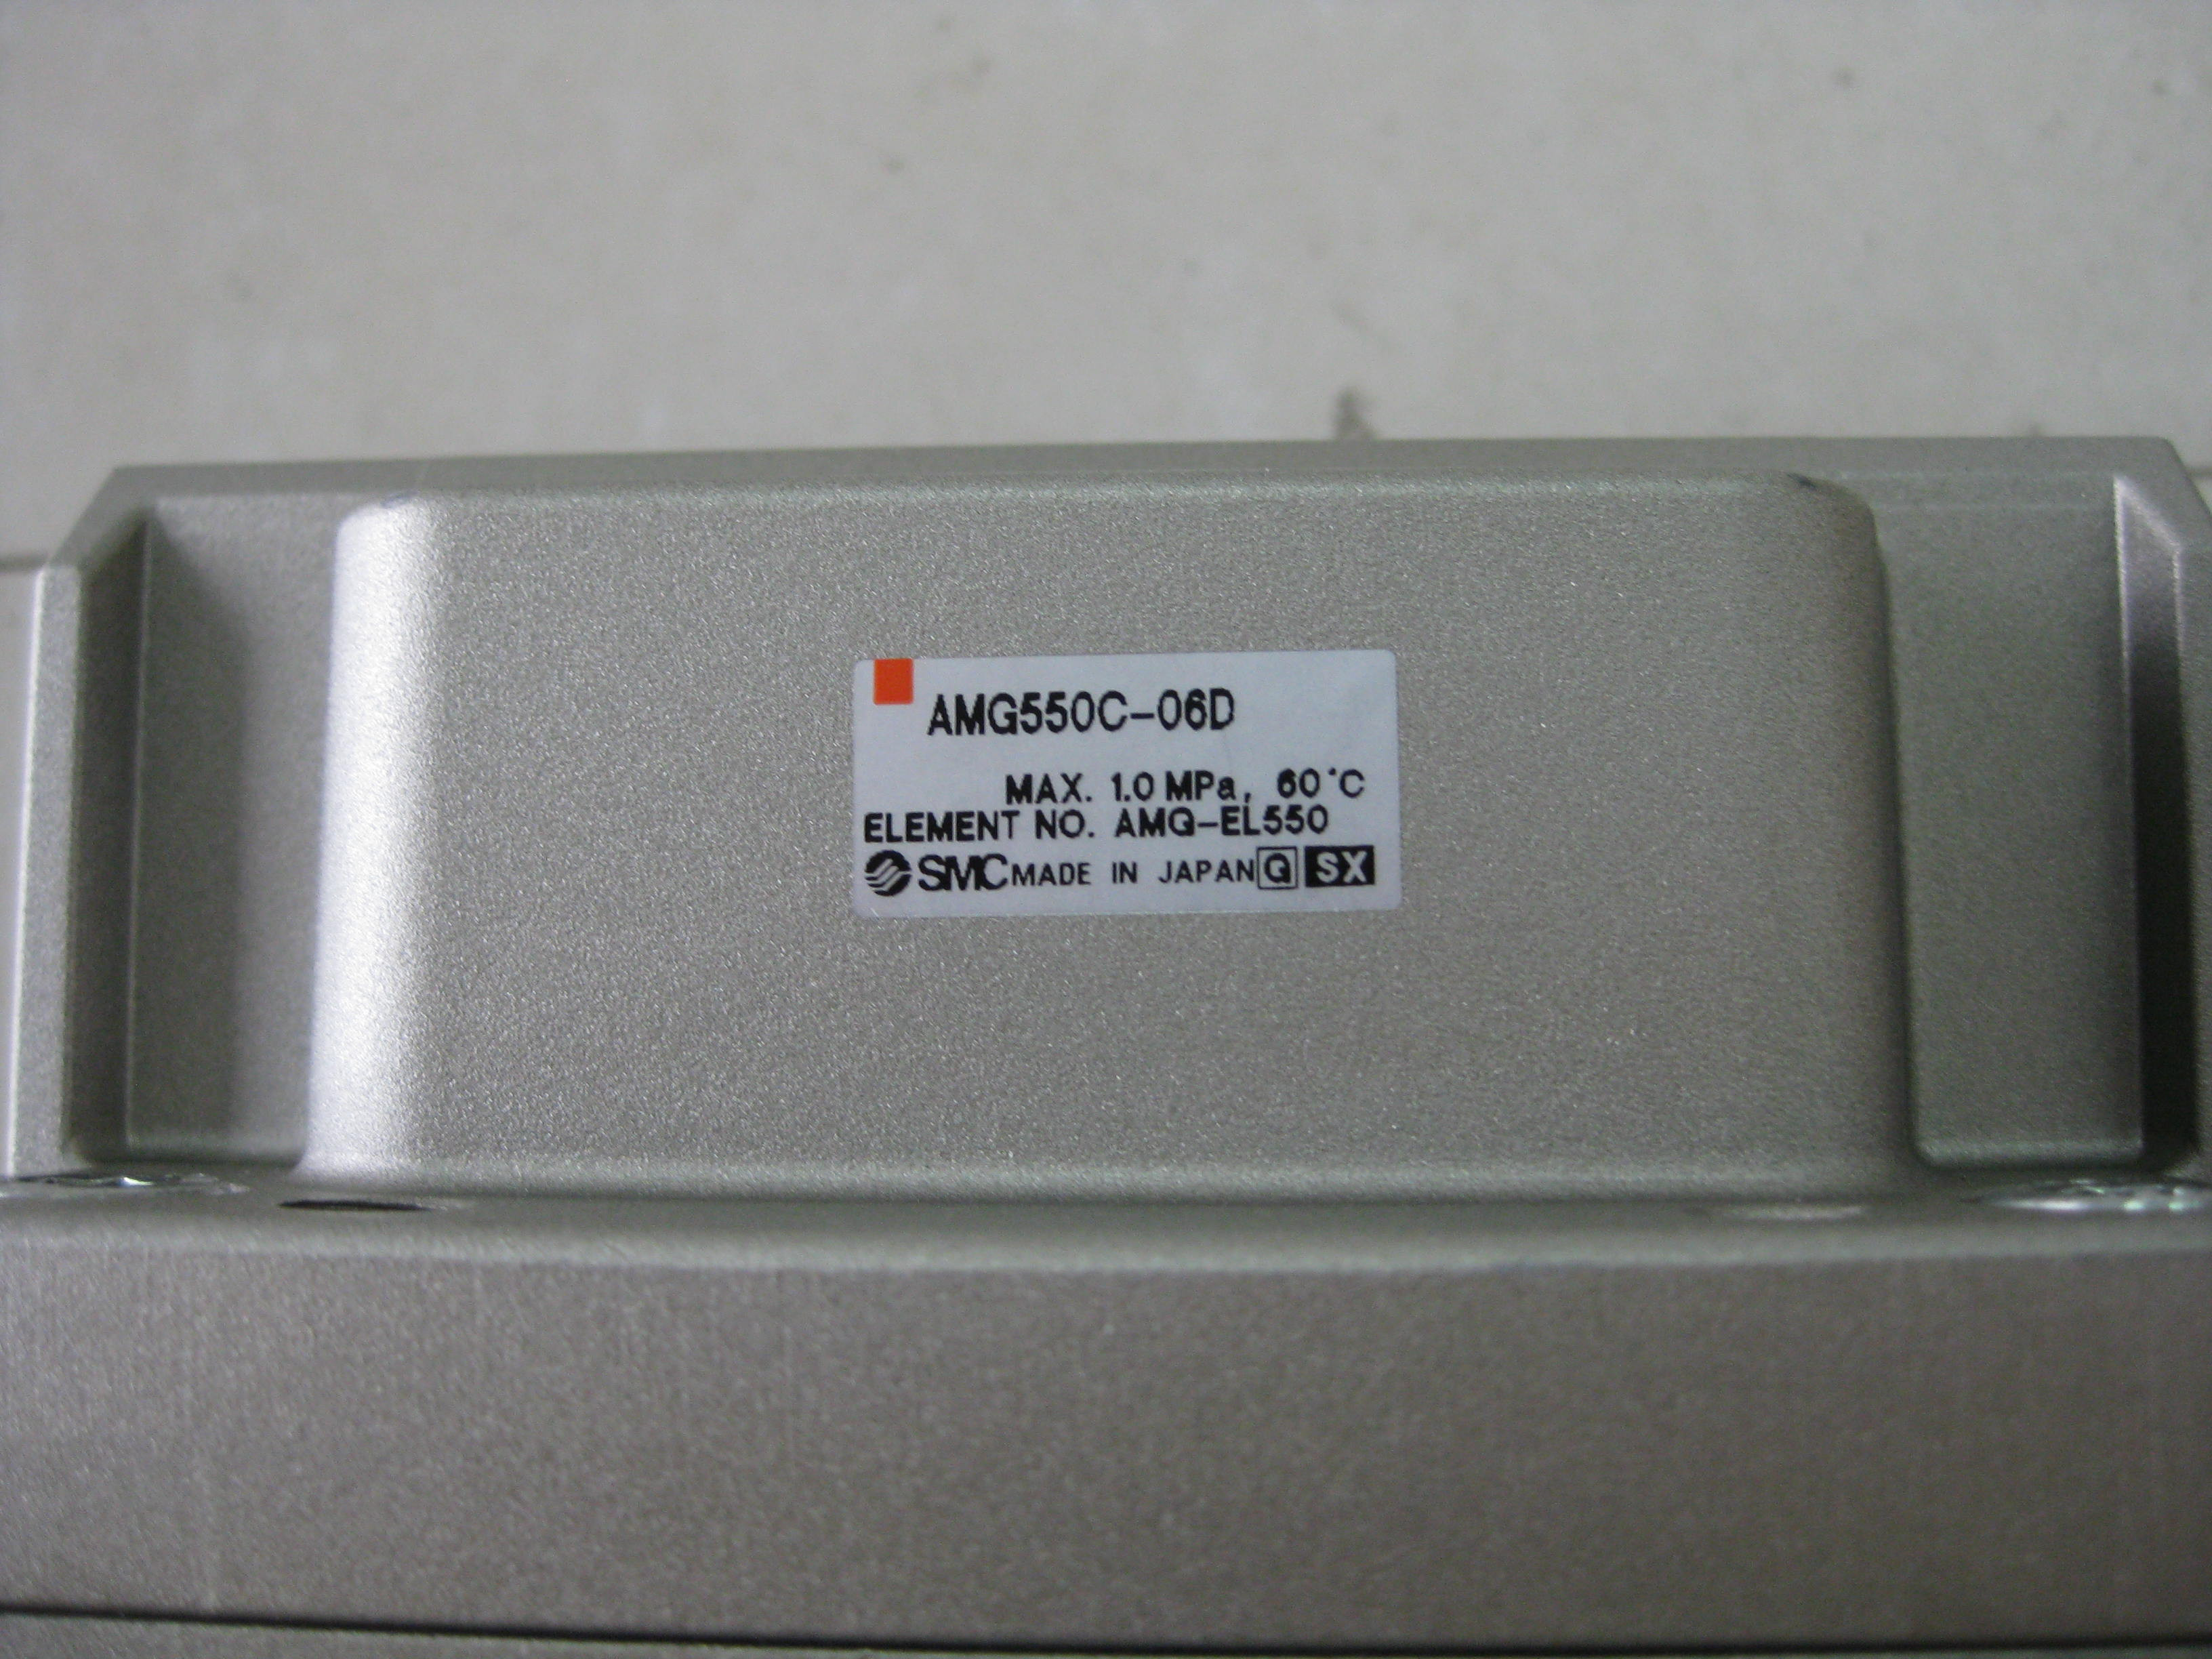 AMG550C-06D
MAX. 1.0 MPa, 60°C
ELEMENT NO. AMG-EL550
SMC MADE IN JAPAN Q SX